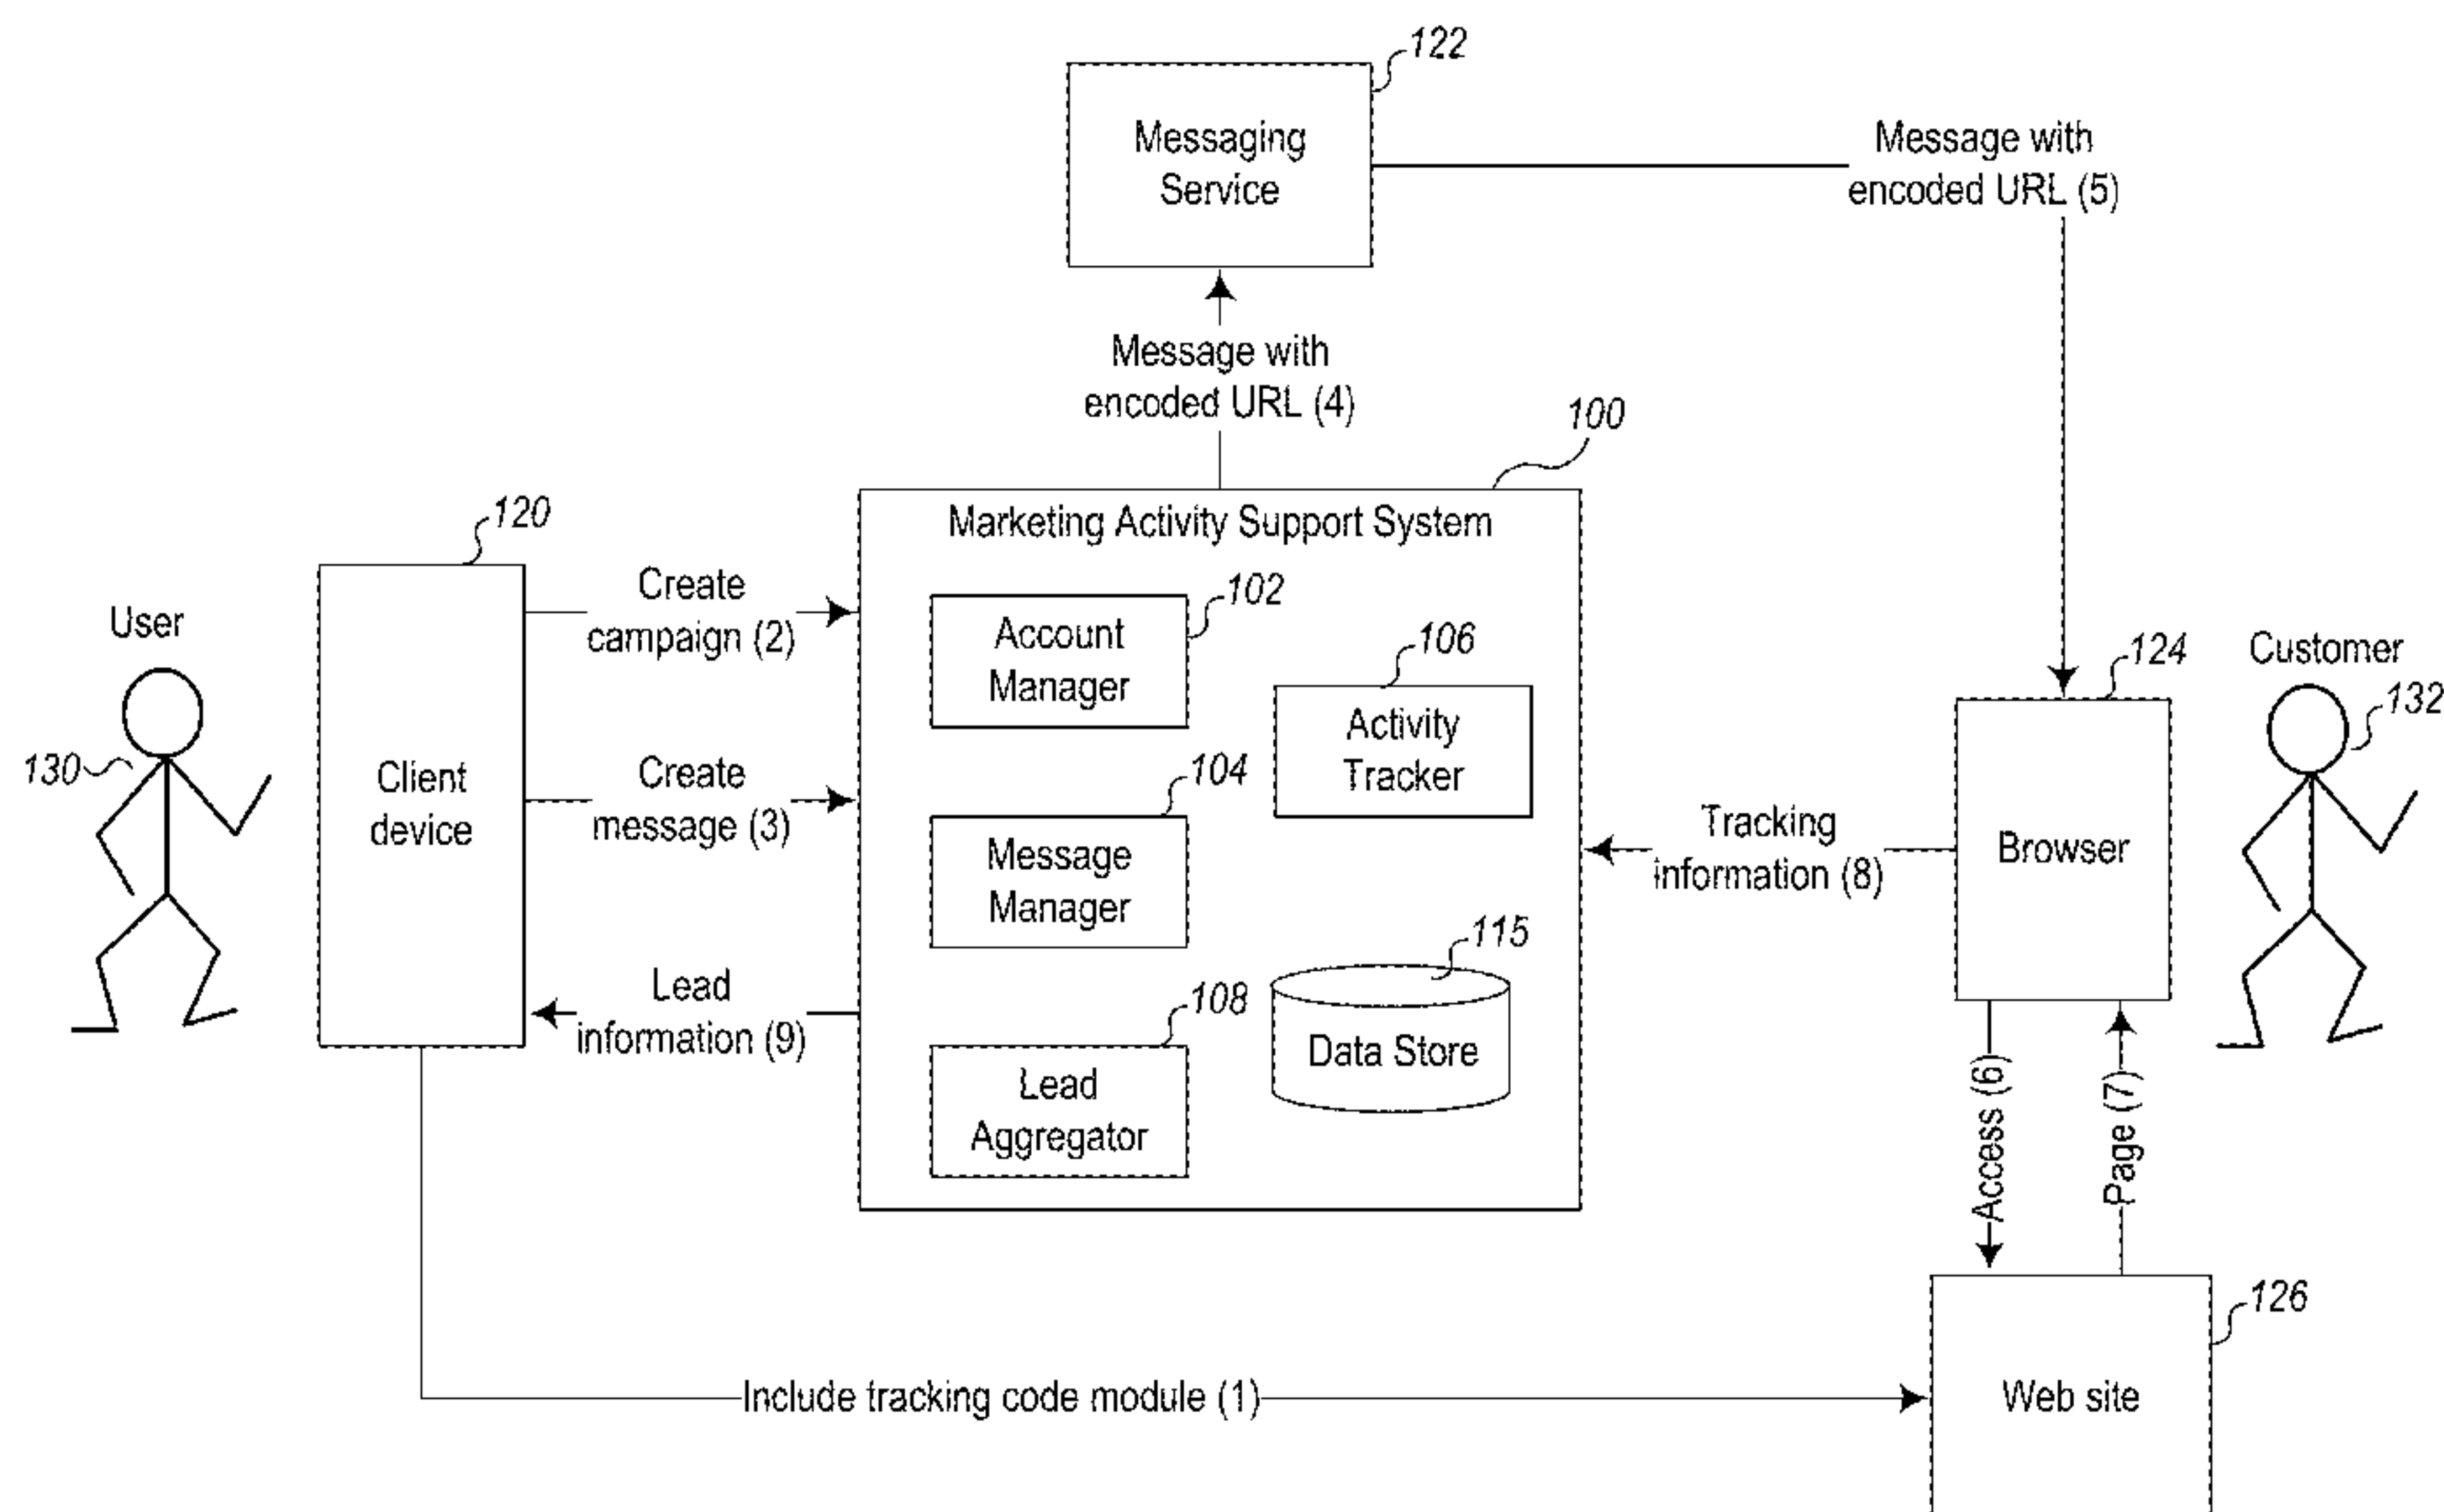 122
Messaging
Service
Message with
encoded URL (5)
Message with
encoded URL (4)
100
Marketing Activity Support System
120
Client
device
User
130
Create
campaign (2)
Create
message (3)
Lead
information (9)
102
Account
Manager
106
Activity
Tracker
104
Message
Manager
115
Data Store
108
Lead
Aggregator
Tracking
information (8)
124
Browser
Customer
132
Access (6)
Page (7)
126
Web site
Include tracking code module (1)